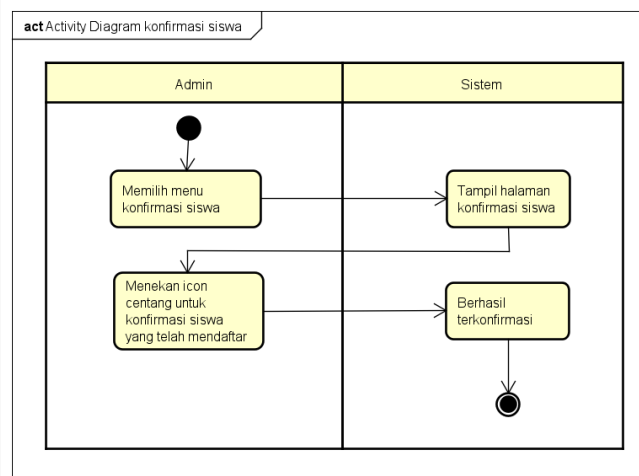 act Activity Diagram konfirmasi siswa
Admin
Sistem
Memilih menu
konfirmasi siswa
Tampil halaman
konfirmasi siswa
Menekan icon
centang untuk
konfirmasi siswa
yang telah mendaftar
Berhasil
terkonfirmasi